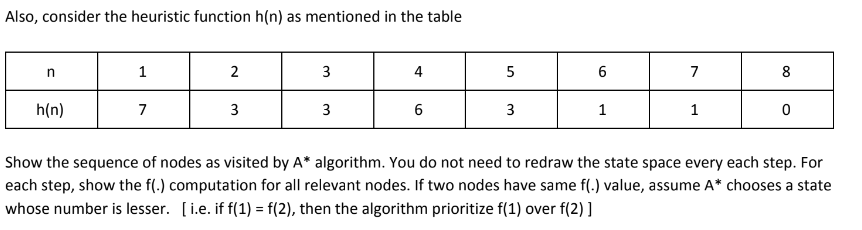 Also, consider the heuristic function h(n) as mentioned in the table
n 1 2 3 4 5 6 7 8
h(n) 7 3 3 6 3 1 1 0
Show the sequence of nodes as visited by A* algorithm. You do not need to redraw the state space every each step. For
each step, show the f(.) computation for all relevant nodes. If two nodes have same f(.) value, assume A* chooses a state
whose number is lesser. [ i.e. if f(1) = f(2), then the algorithm prioritize f(1) over f(2) ]